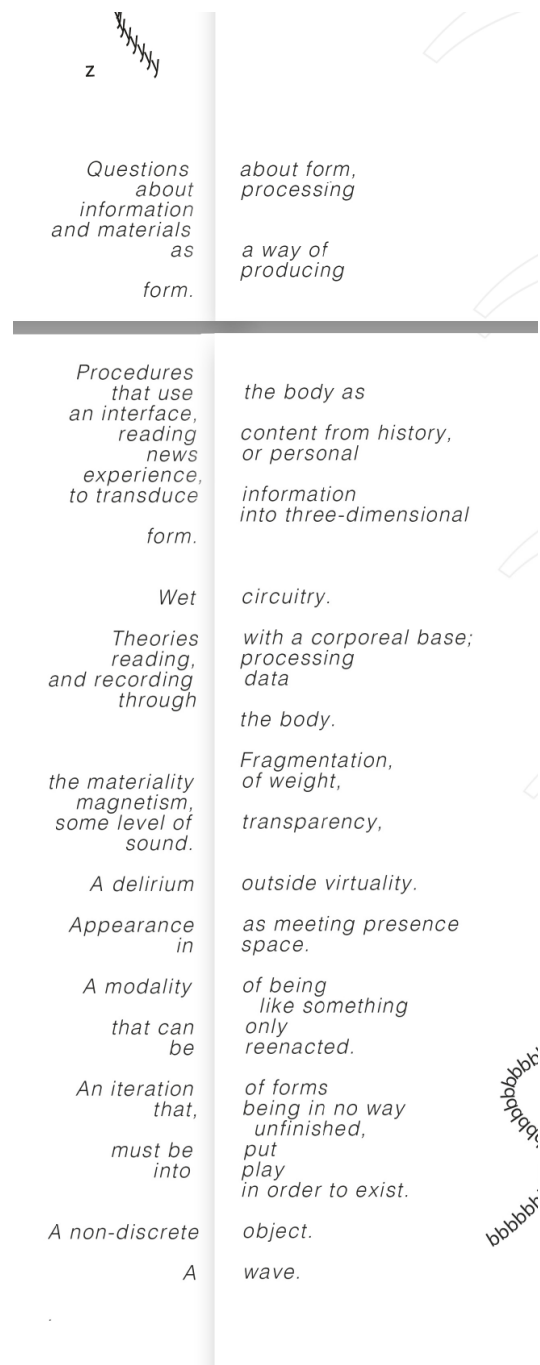 yyyyyyy
z
Questions about form,
about processing
information
and materials
as a way of
producing
form.
Procedures
that use the body as
an interface,
reading content from history,
news or personal
experience,
to transduce information
into three-dimensional
form.
Wet circuitry.
Theories with a corporeal base;
reading, processing
and recording data
through
the body.
Fragmentation,
the materiality of weight,
magnetism,
some level of transparency,
sound.
A delirium outside virtuality.
Appearance as meeting presence
in space.
A modality of being
like something
that can only
be reenacted.
An iteration of forms
that, being in no way
unfinished,
must be put
into play
in order to exist.
A non-discrete object.
A wave.